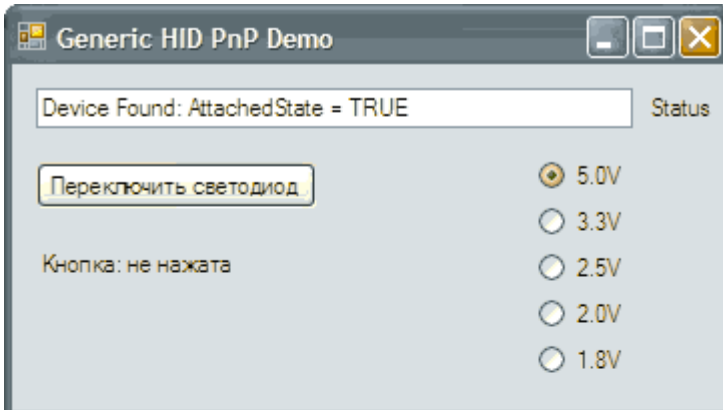 Generic HID PnP Demo
Device Found: AttachedState = TRUE Status
Переключить светодиод
Кнопка: не нажата
5.0V
3.3V
2.5V
2.0V
1.8V